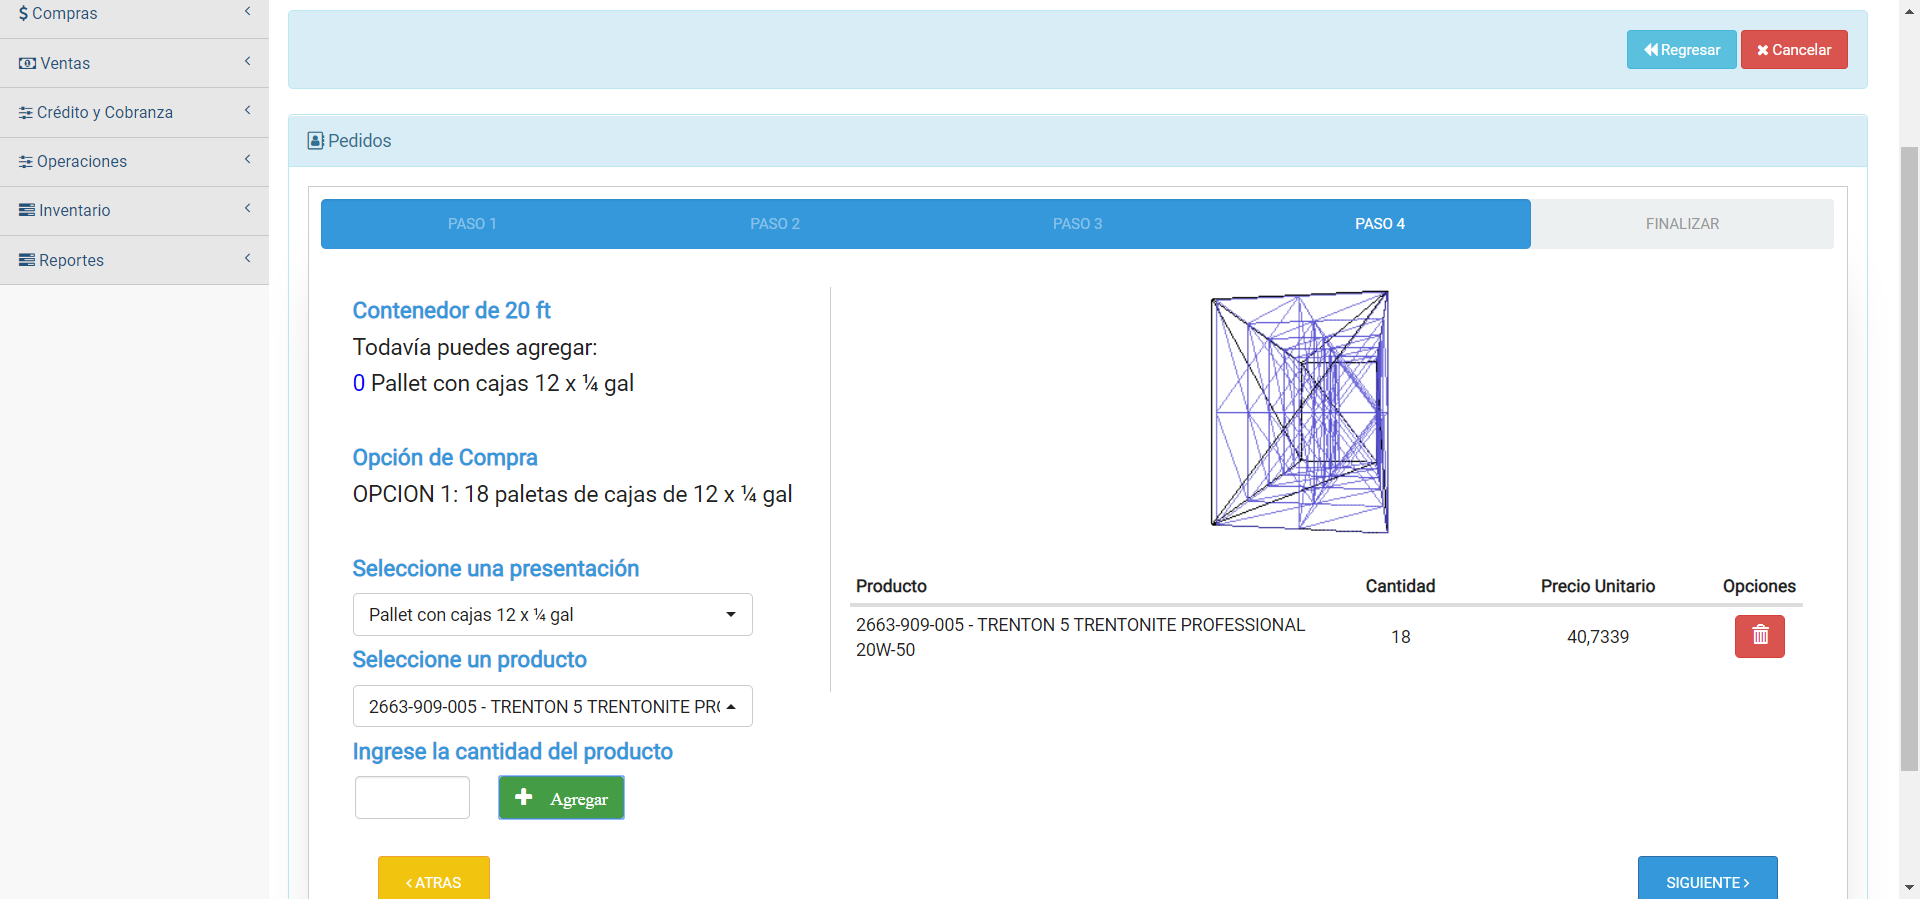 Compras
Ventas
Crédito y Cobranza
Operaciones
Inventario
Reportes
Regresar
Cancelar
Pedidos
PASO 1
PASO 2
PASO 3
PASO 4
FINALIZAR
Contenedor de 20 ft
Todavía puedes agregar:
0 Pallet con cajas 12 x ¼ gal
Opción de Compra
OPCION 1: 18 paletas de cajas de 12 x ¼ gal
Seleccione una presentación
Pallet con cajas 12 x ¼ gal
Seleccione un producto
2663-909-005 - TRENTON 5 TRENTONITE PRO
Ingrese la cantidad del producto
Agregar
ATRAS
Producto Cantidad Precio Unitario Opciones
2663-909-005 - TRENTON 5 TRENTONITE PROFESSIONAL
20W-50
18
40,7339
SIGUIENTE